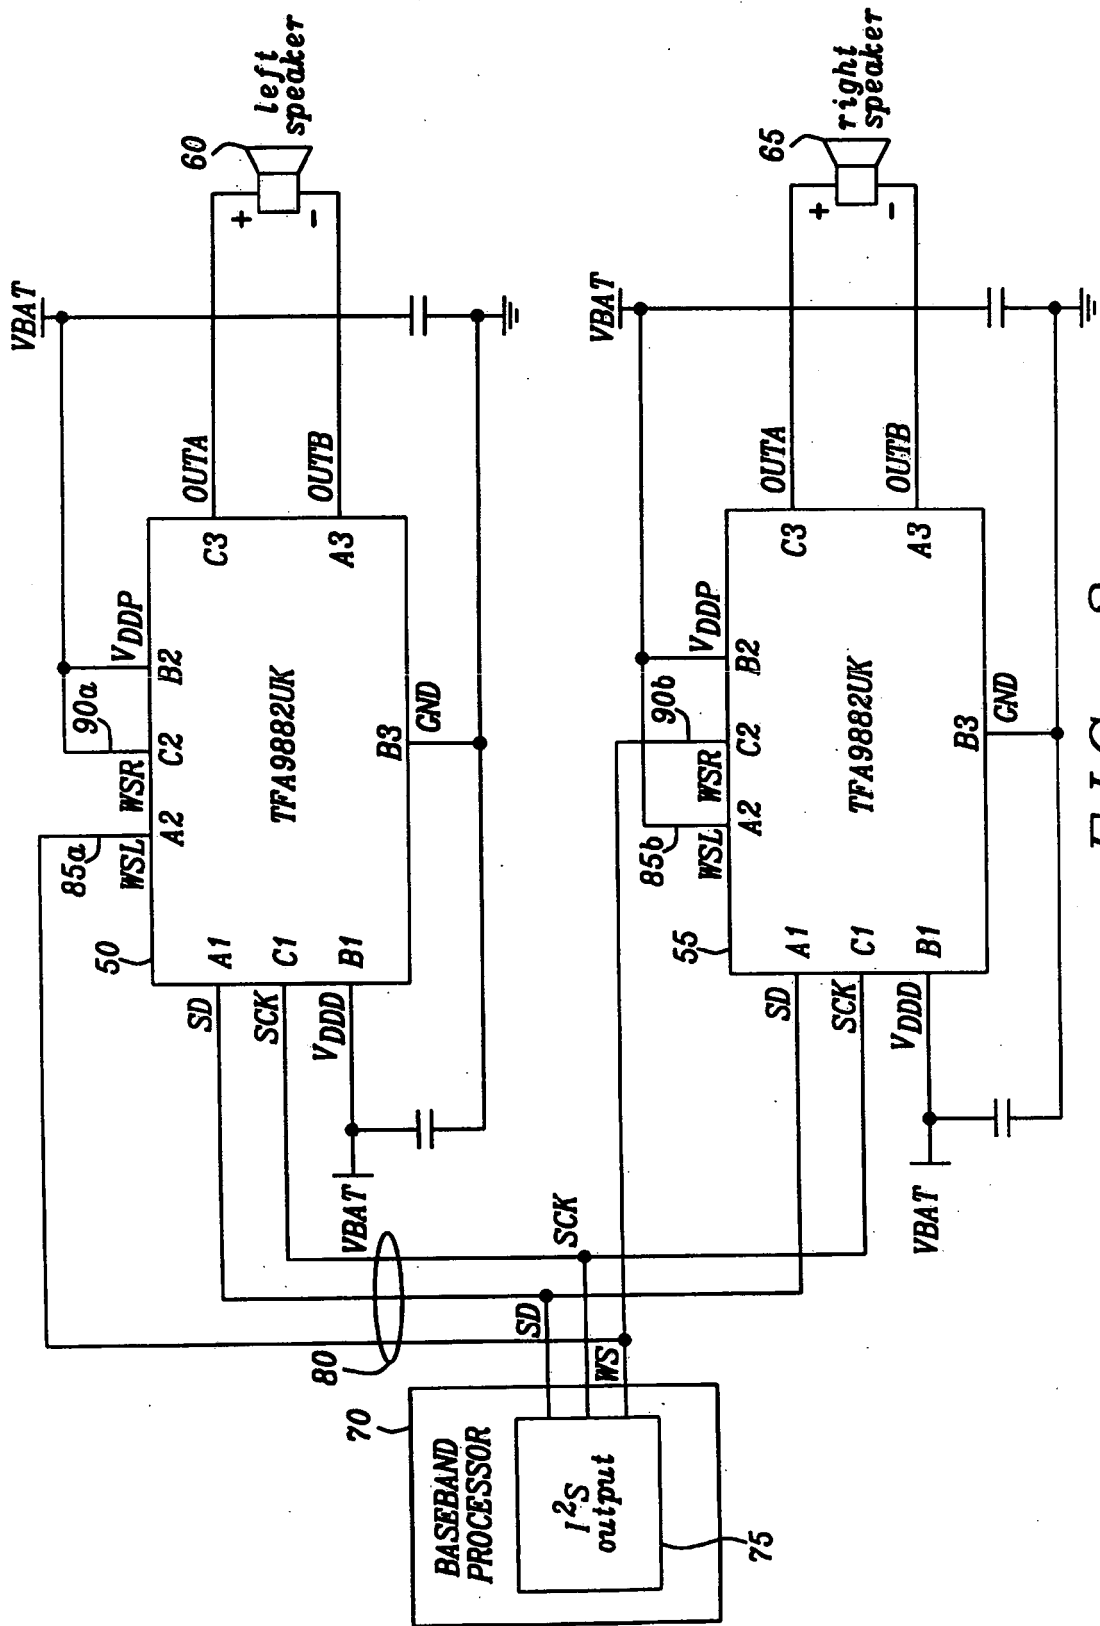 BASEBAND
PROCESSOR
70
I²S
output
75
SD
SCK
WS
80
VBAT
50
TFA9882UK
SD
A1
SCK
C1
VDDD
B1
85a
WSL
A2
90a
WSR
C2
VDDP
B2
B3
GND
C3
OUTA
A3
OUTB
VBAT
60
+
-
left
speaker
VBAT
55
TFA9882UK
SD
A1
SCK
C1
VDDD
B1
85b
WSL
A2
90b
WSR
C2
VDDP
B2
B3
GND
C3
OUTA
A3
OUTB
VBAT
65
+
-
right
speaker